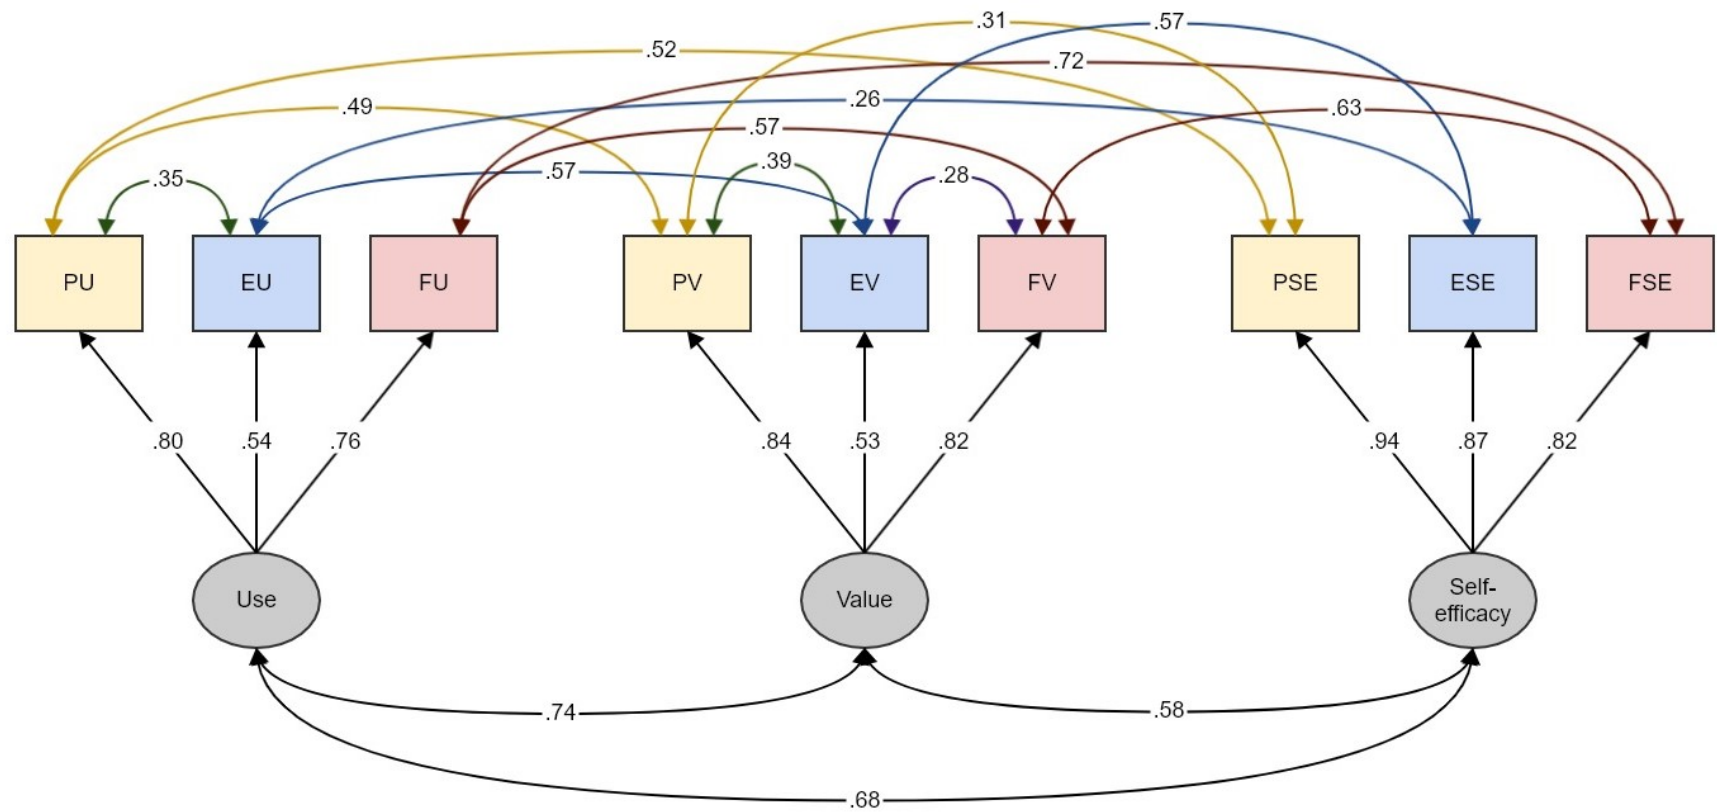 .31
.57
.52
.72
.49
.26
.63
.57
.35
.57
.39
.28
PU
EU
FU
PV
EV
FV
PSE
ESE
FSE
.80
.54
.76
.84
.53
.82
.94
.87
.82
Use
Value
Self-
efficacy
.74
.58
.68